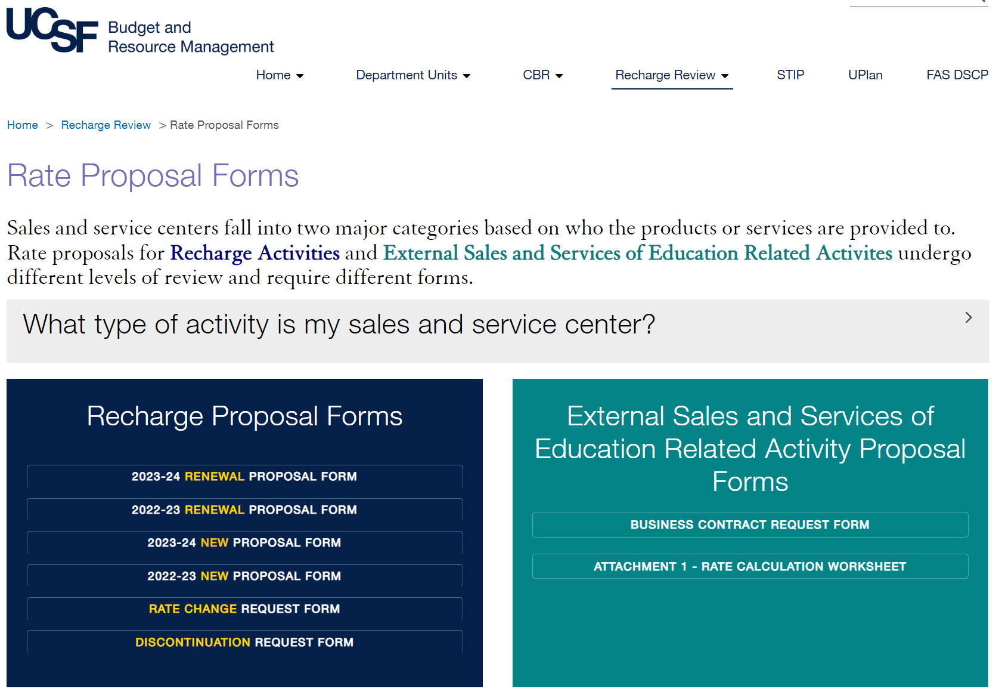 UCSF Budget and
Resource Management
Home Department Units CBR Recharge Review STIP UPlan FAS DSCP
Home > Recharge Review > Rate Proposal Forms
Rate Proposal Forms
Sales and service centers fall into two major categories based on who the products or services are provided to.
Rate proposals for Recharge Activities and External Sales and Services of Education Related Activites undergo
different levels of review and require different forms.
What type of activity is my sales and service center?
Recharge Proposal Forms
2023-24 RENEWAL PROPOSAL FORM
2022-23 RENEWAL PROPOSAL FORM
2023-24 NEW PROPOSAL FORM
2022-23 NEW PROPOSAL FORM
RATE CHANGE REQUEST FORM
DISCONTINUATION REQUEST FORM
External Sales and Services of
Education Related Activity Proposal
Forms
BUSINESS CONTRACT REQUEST FORM
ATTACHMENT 1 - RATE CALCULATION WORKSHEET